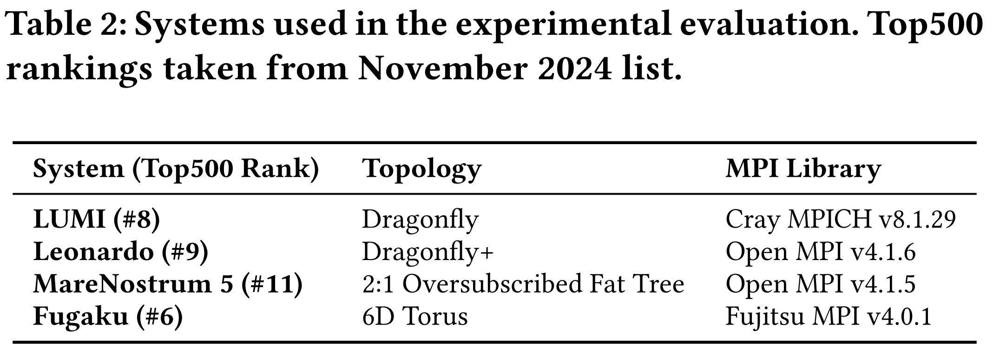 Table 2: Systems used in the experimental evaluation. Top500
rankings taken from November 2024 list.
System (Top500 Rank) Topology MPI Library
LUMI (#8) Dragonfly Cray MPICH v8.1.29
Leonardo (#9) Dragonfly+ Open MPI v4.1.6
MareNostrum 5 (#11) 2:1 Oversubscribed Fat Tree Open MPI v4.1.5
Fugaku (#6) 6D Torus Fujitsu MPI v4.0.1